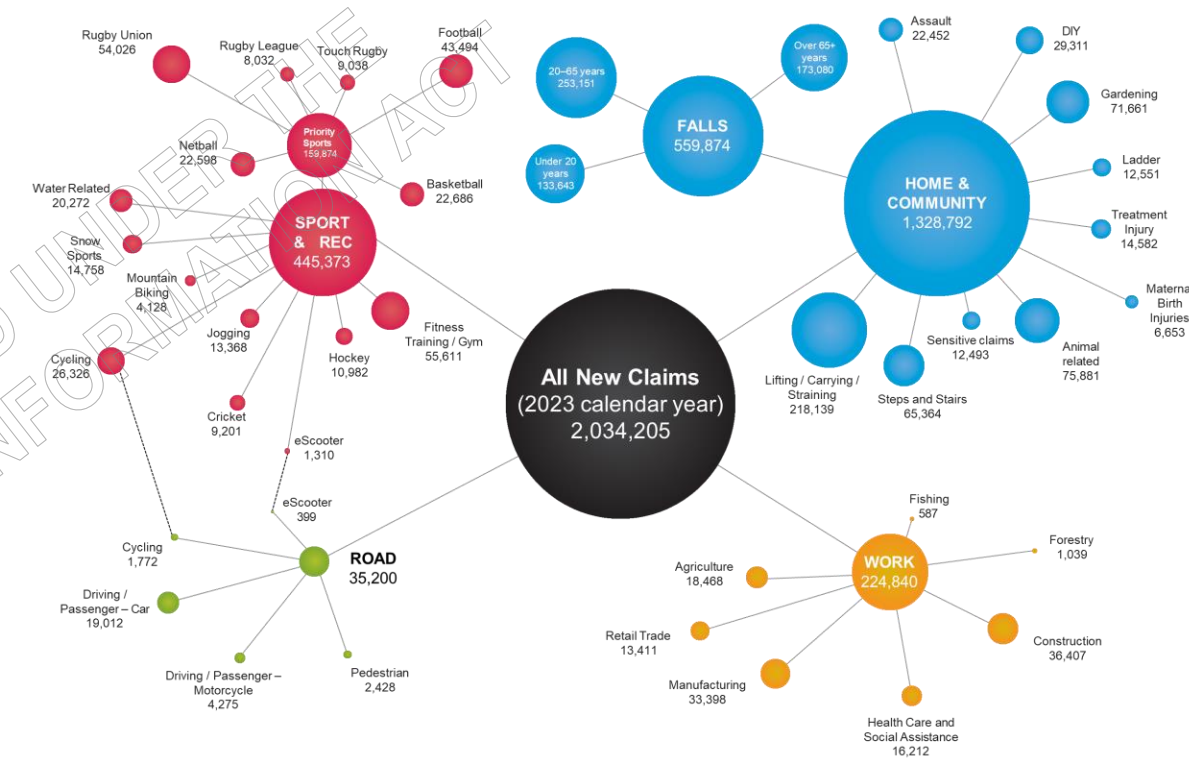 Rugby Union
54,026
Rugby League
8,032
Touch Rugby
9,038
Football
43,494
Priority
Sports
159,874
Netball
22,598
Basketball
22,686
Water Related
20,272
SPORT
& REC
445,373
Snow
Sports
14,758
Mountain
Biking
4,128
Jogging
13,368
Hockey
10,982
Fitness
Training / Gym
55,611
Cycling
26,326
Cricket
9,201
eScooter
1,310
20–65 years
253,151
Over 65+
years
173,080
Under 20
years
133,643
FALLS
559,874
Assault
22,452
DIY
29,311
Gardening
71,661
Ladder
12,551
Treatment
Injury
14,582
HOME &
COMMUNITY
1,328,792
Materna
Birth
Injuries
6,653
Lifting / Carrying /
Straining
218,139
Steps and Stairs
65,364
Sensitive claims
12,493
Animal
related
75,881
All New Claims
(2023 calendar year)
2,034,205
eScooter
399
Cycling
1,772
ROAD
35,200
Driving /
Passenger – Car
19,012
Driving / Passenger –
Motorcycle
4,275
Pedestrian
2,428
Fishing
587
Forestry
1,039
WORK
224,840
Agriculture
18,468
Retail Trade
13,411
Manufacturing
33,398
Health Care and
Social Assistance
16,212
Construction
36,407
UNDER THE
INFORMATION ACT